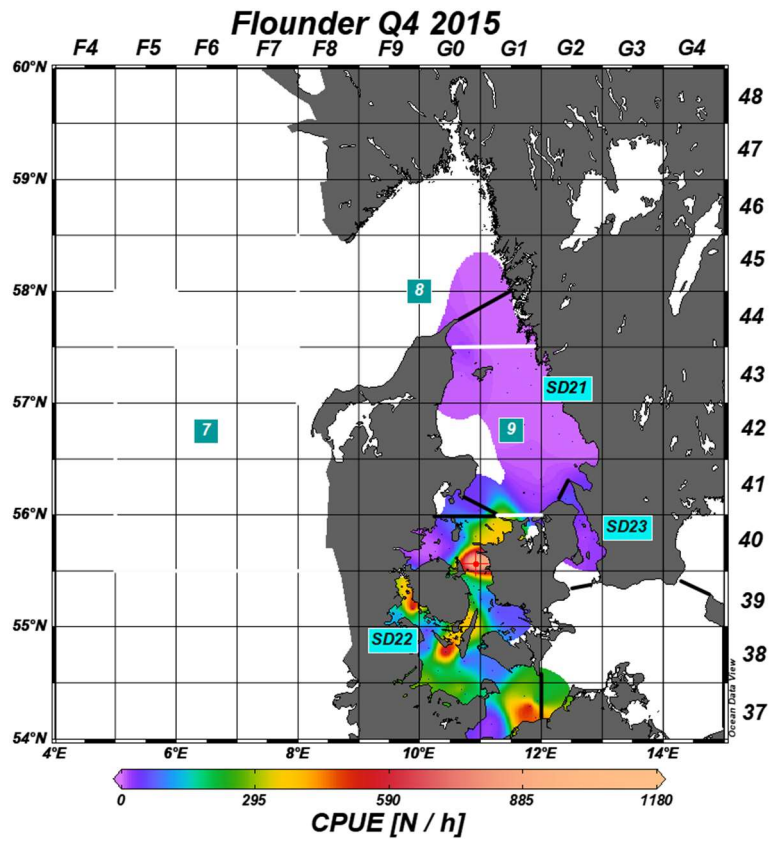 Flounder Q4 2015
F4 F5 F6 F7 F8 F9 G0 G1 G2 G3 G4
60°N
48
47
59°N
46
45
8
58°N
44
SD21
43
57°N
7
9
42
41
56°N
SD23
40
39
55°N
SD22
38
Ocean Data View
37
54°N
4°E 6°E 8°E 10°E 12°E 14°E
0 295 590 885 1180
CPUE [N / h]